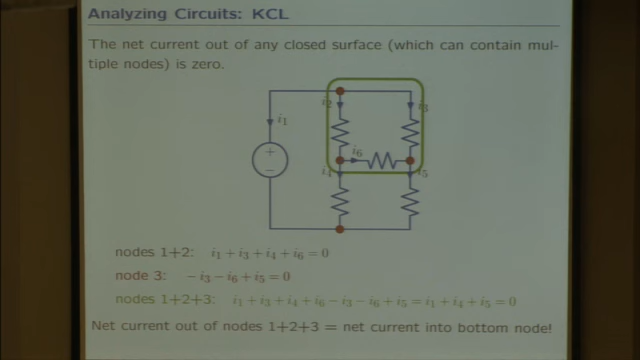 Analyzing Circuits: KCL
The net current out of any closed surface (which can contain mul-
tiple nodes) is zero.
i2 i3
i1
+
i6
−
i4 i5
nodes 1+2: i1 + i3 + i4 + i6 = 0
node 3: −i3 − i6 + i5 = 0
nodes 1+2+3: i1 + i3 + i4 + i6 − i3 − i6 + i5 = i1 + i4 + i5 = 0
Net current out of nodes 1+2+3 = net current into bottom node!